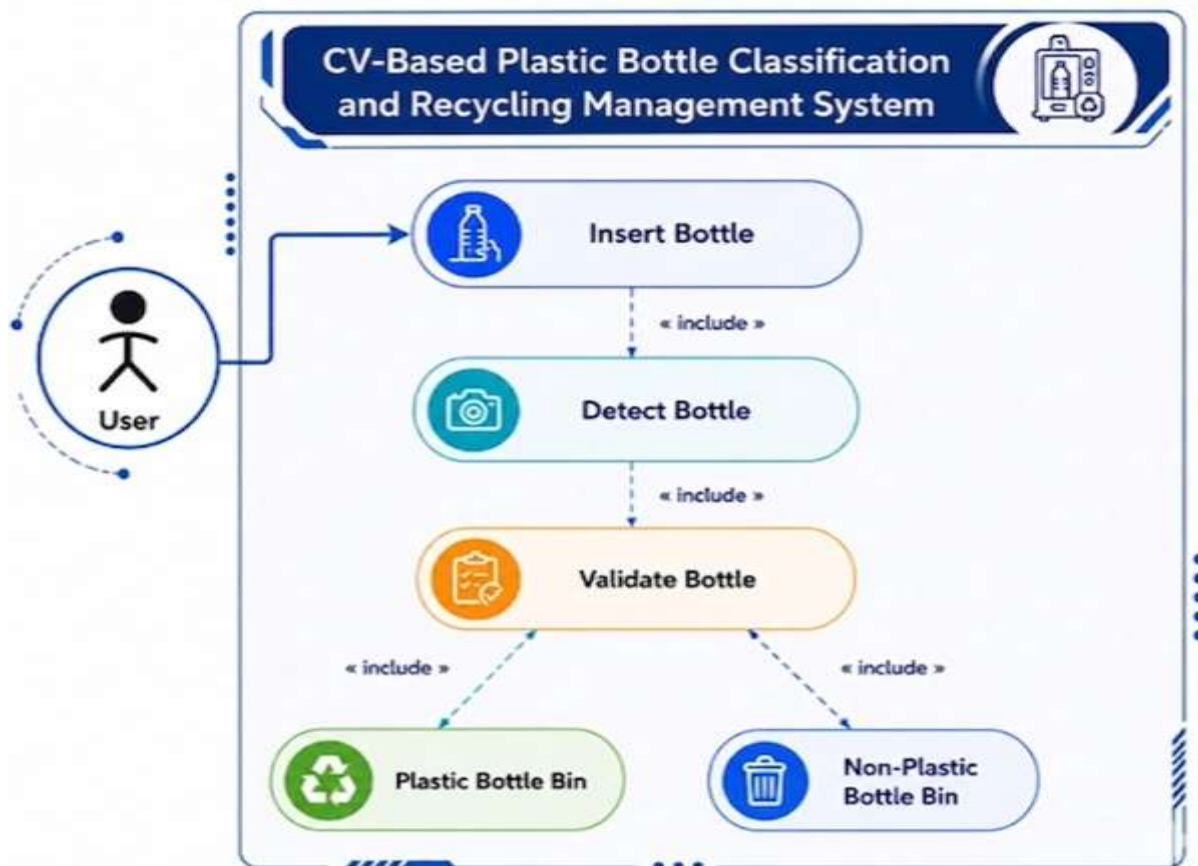 CV-Based Plastic Bottle Classification
and Recycling Management System
Insert Bottle
« include »
User
Detect Bottle
« include »
Validate Bottle
« include »
« include »
Plastic Bottle Bin
Non-Plastic
Bottle Bin